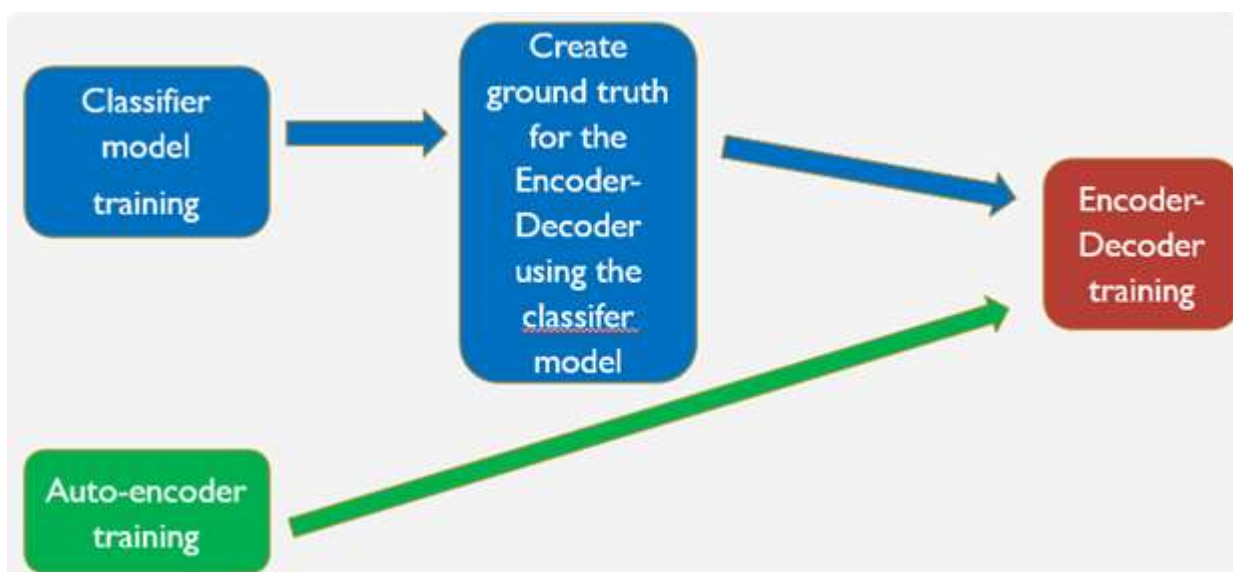 Classifier
model
training
Create
ground truth
for the
Encoder-
Decoder
using the
classifer
model
Encoder-
Decoder
training
Auto-encoder
training